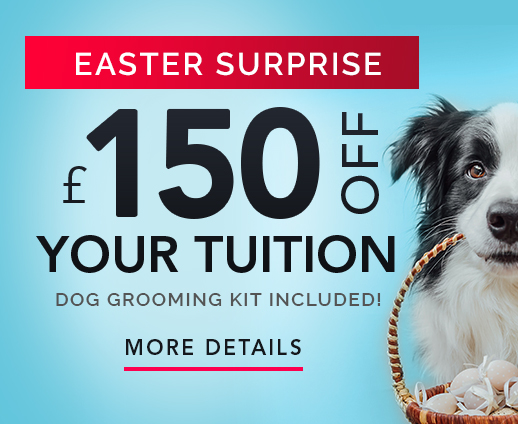 EASTER SURPRISE
£150 OFF
YOUR TUITION
DOG GROOMING KIT INCLUDED!
MORE DETAILS